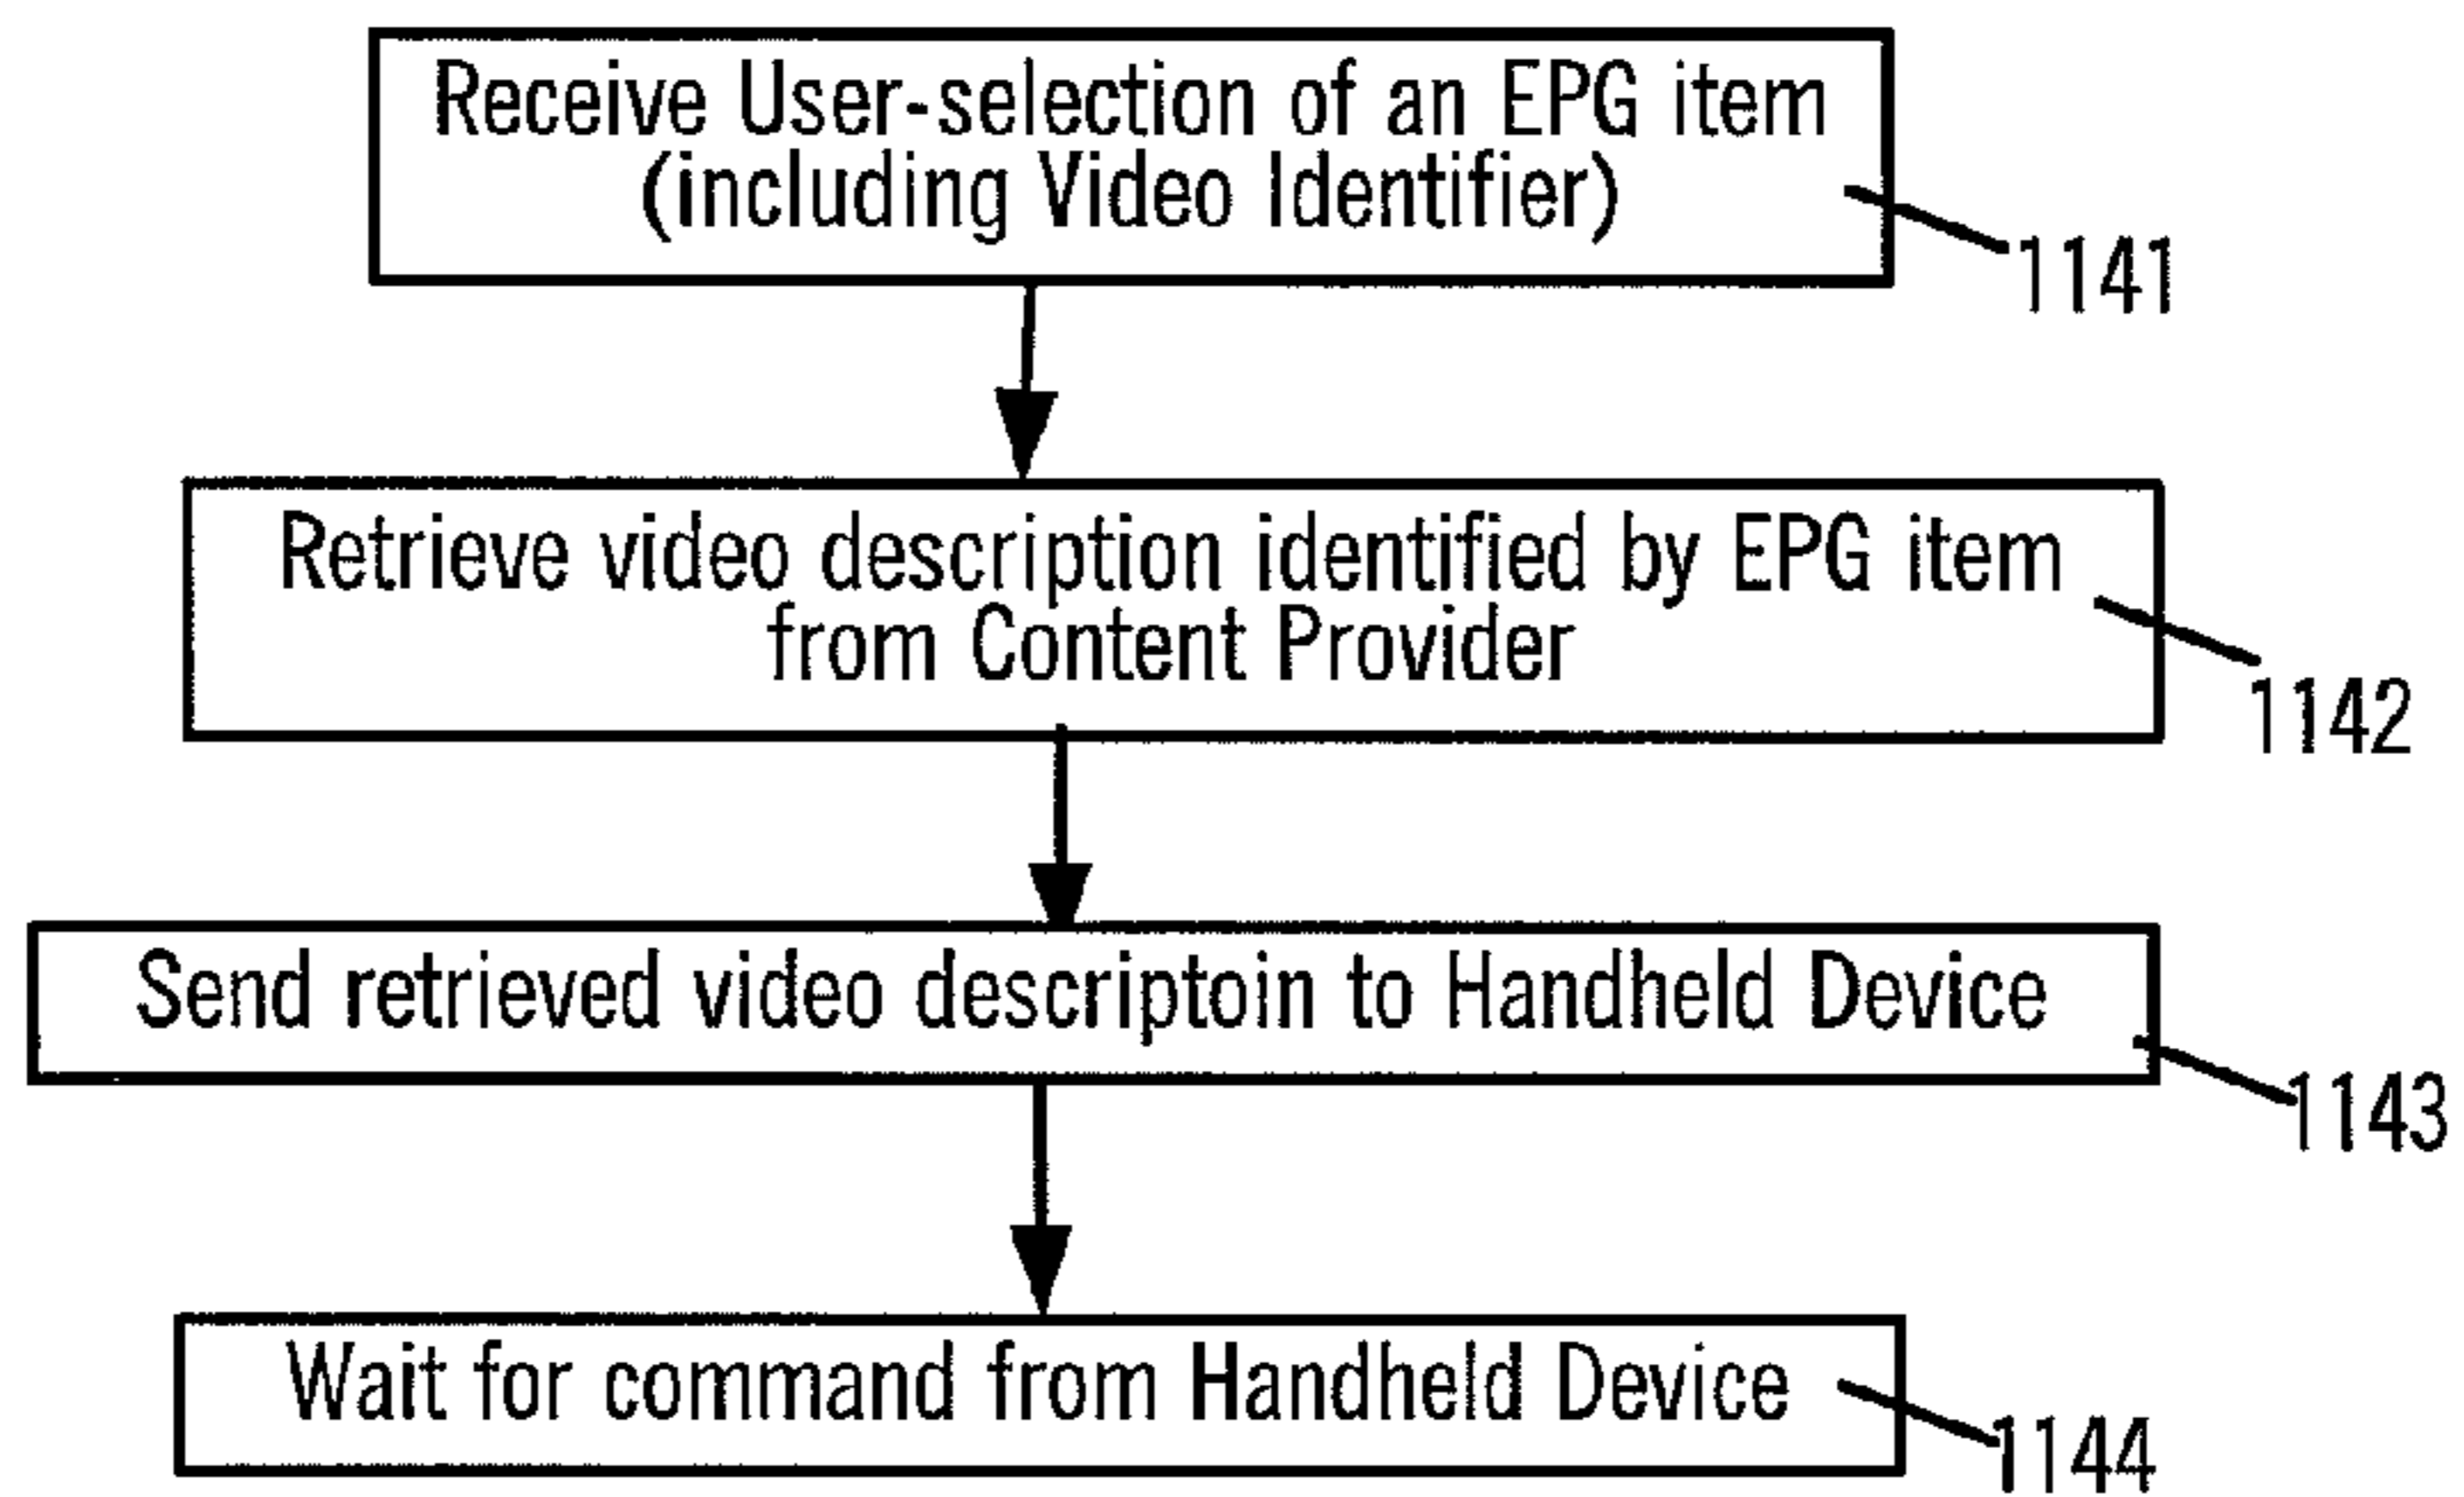 Receive User-selection of an EPG item
(including Video Identifier)
1141
Retrieve video description identified by EPG item
from Content Provider
1142
Send retrieved video descriptoin to Handheld Device
1143
Wait for command from Handheld Device
1144